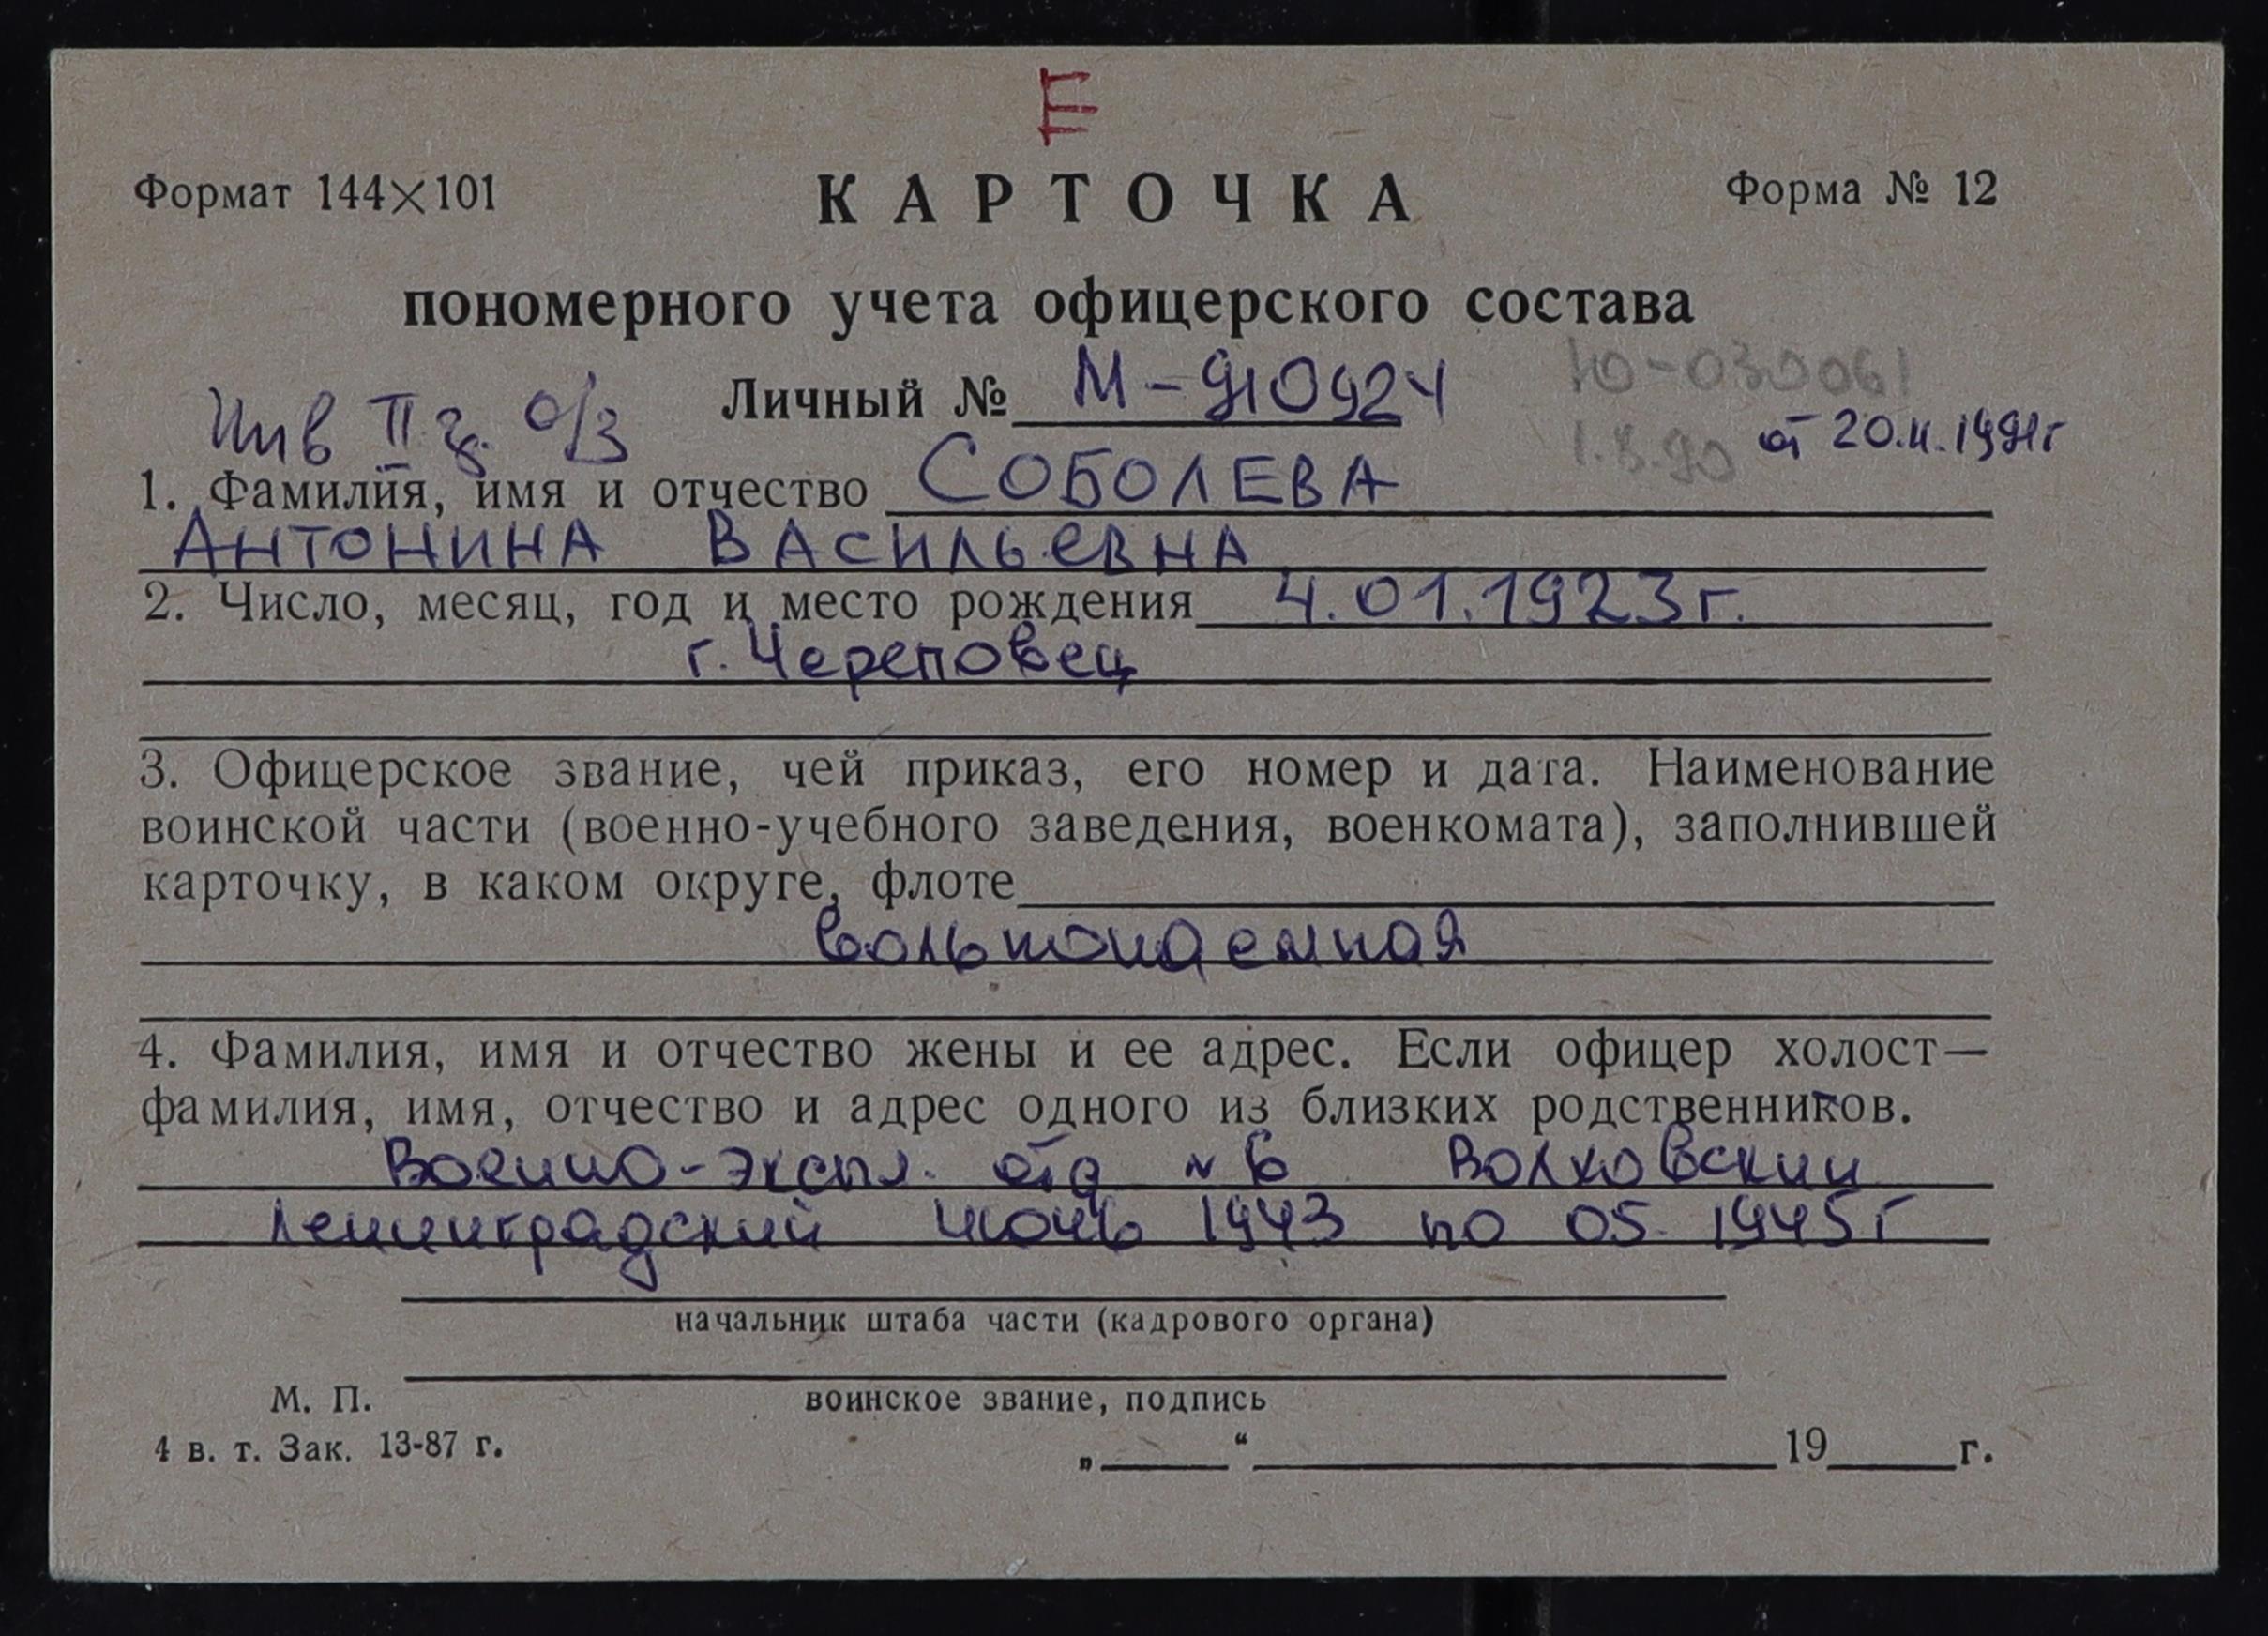 E
Формат 144×101 КАРТОЧКА Форма № 12
пономерного учета офицерского состава
Личный № М-910924 Ю-030061
Инв II г. о/з 1.8.90 от 20.11.1991г
1. Фамилия, имя и отчество СОБОЛЕВА
АНТОНИНА ВАСИЛЬЕВНА
2. Число, месяц, год и место рождения 4.01.1923г.
г. Череповец
3. Офицерское звание, чей приказ, его номер и дата. Наименование
воинской части (военно-учебного заведения, военкомата), заполнившей
карточку, в каком округе, флоте
вольнонаемная
4. Фамилия, имя и отчество жены и ее адрес. Если офицер холост—
фамилия, имя, отчество и адрес одного из близких родственников.
Военно-экспл. отд №6 Волховский
Ленинградский июнь 1943 по 05. 1945г
начальник штаба части (кадрового органа)
М. П. воинское звание, подпись
4 в. т. Зак. 13-87 г. „ “ 19 г.